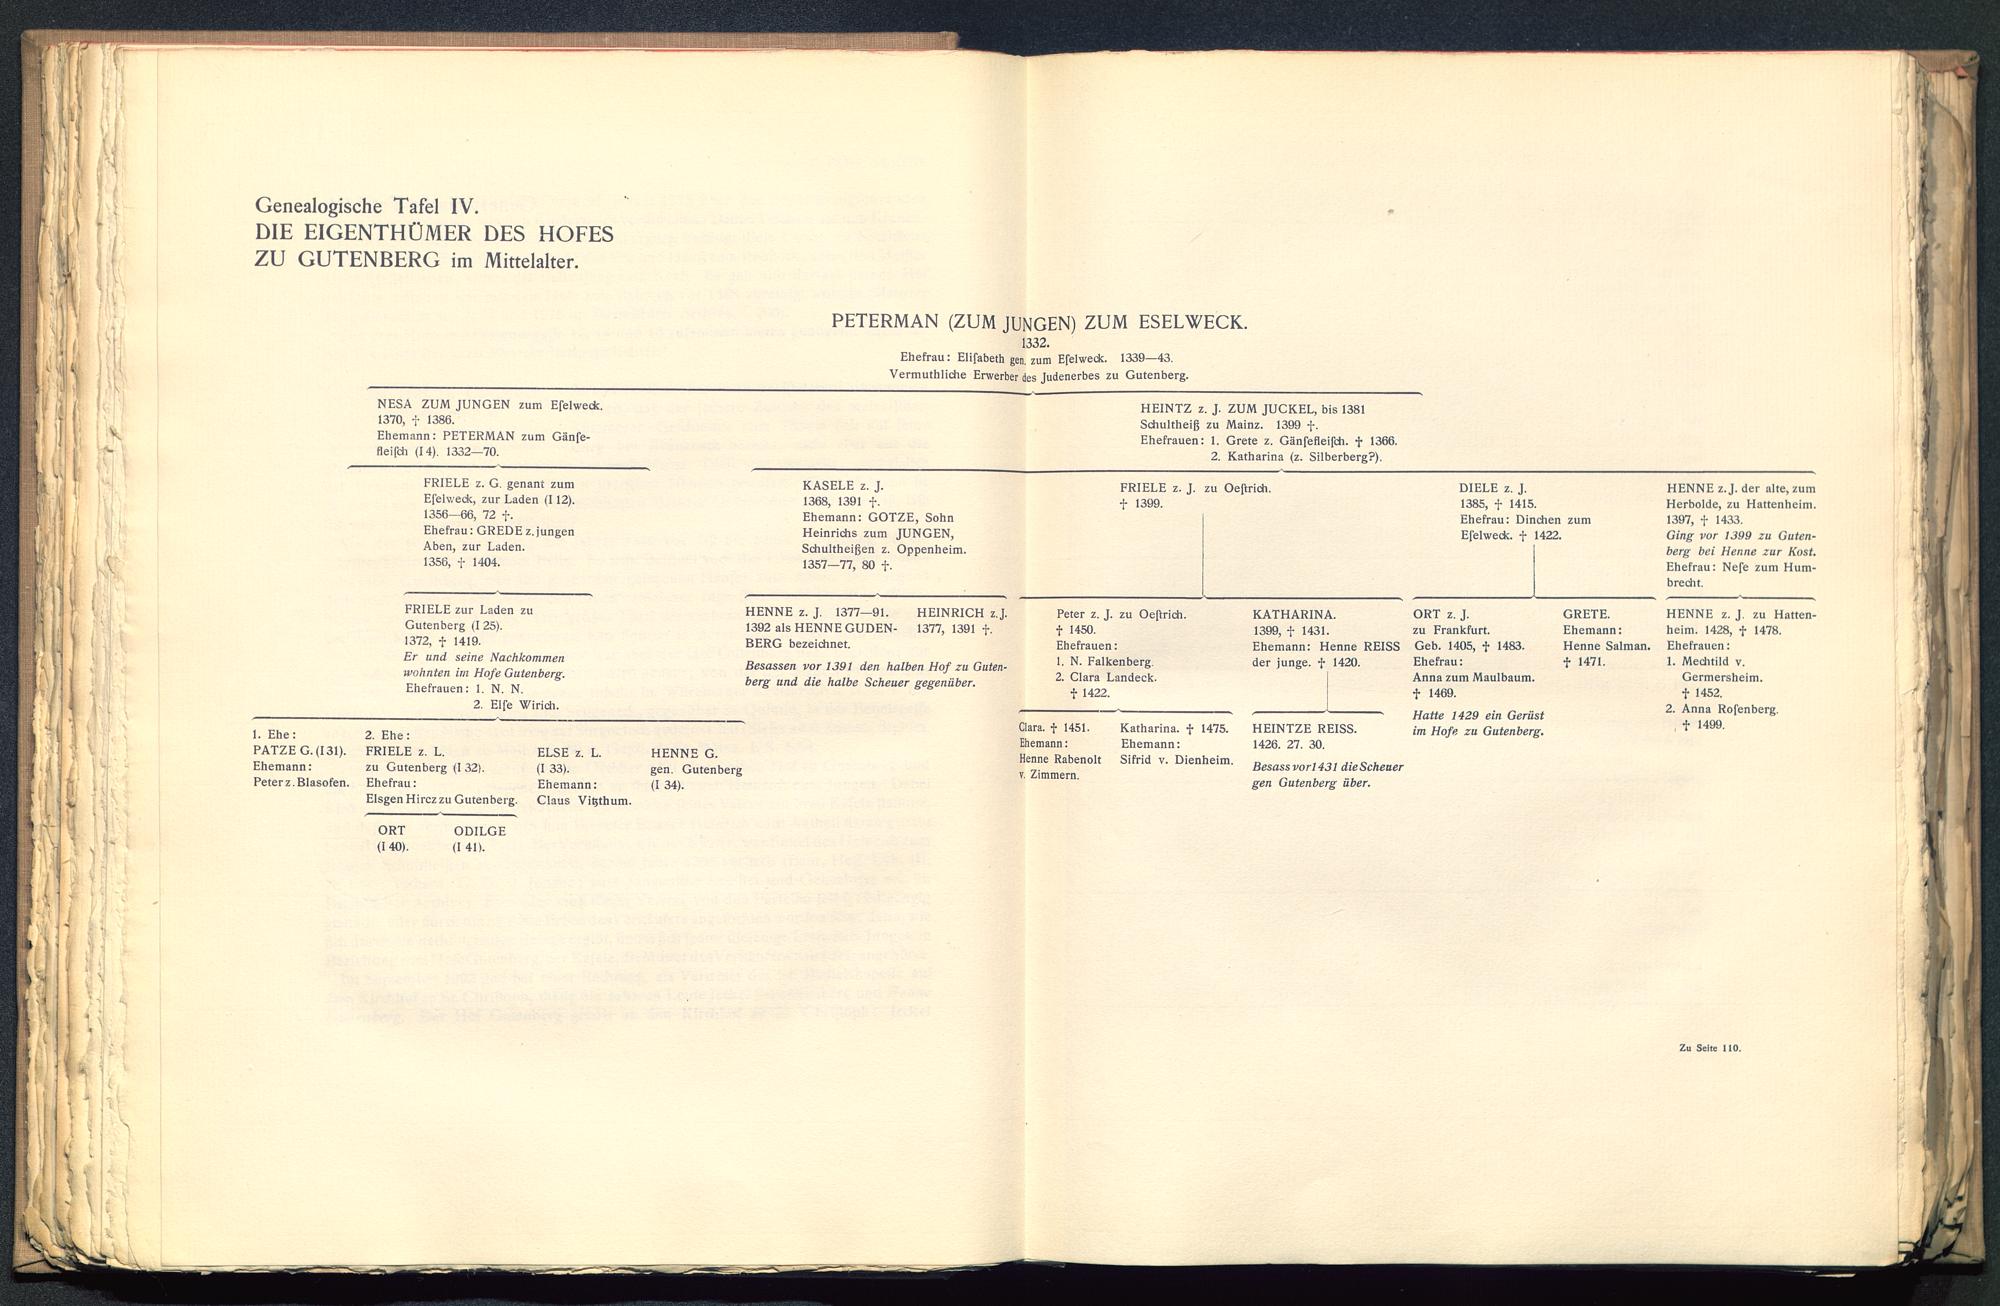 Genealogische Tafel IV.
DIE EIGENTHÜMER DES HOFES
ZU GUTENBERG im Mittelalter.
PETERMAN (ZUM JUNGEN) ZUM ESELWECK.
1332.
Ehefrau: Eliſabeth gen. zum Eſelweck. 1339—43.
Vermuthliche Erwerber des Judenerbes zu Gutenberg.
NESA ZUM JUNGEN zum Eſelweck.
1370, † 1386.
Ehemann: PETERMAN zum Gänſe-
fleiſch (I 4). 1332—70.
HEINTZ z. J. ZUM JUCKEL, bis 1381
Schultheiß zu Mainz. 1399 †.
Ehefrauen: 1. Grete z. Gänſefleiſch. † 1366.
2. Katharina (z. Silberberg?).
FRIELE z. G. genant zum
Eſelweck, zur Laden (I 12).
1356—66, 72 †.
Ehefrau: GREDE z. jungen
Aben, zur Laden.
1356, † 1404.
KASELE z. J.
1368, 1391 †.
Ehemann: GOTZE, Sohn
Heinrichs zum JUNGEN,
Schultheißen z. Oppenheim.
1357—77, 80 †.
FRIELE z. J. zu Oeſtrich.
† 1399.
DIELE z. J.
1385, † 1415.
Ehefrau: Dinchen zum
Eſelweck. † 1422.
HENNE z. J. der alte, zum
Herbolde, zu Hattenheim.
1397, † 1433.
Ging vor 1399 zu Guten-
berg bei Henne zur Kost.
Ehefrau: Neſe zum Hum-
brecht.
FRIELE zur Laden zu
Gutenberg (I 25).
1372, † 1419.
Er und seine Nachkommen
wohnten im Hofe Gutenberg.
Ehefrauen: 1. N. N.
2. Elſe Wirich.
HENNE z. J. 1377—91.
1392 als HENNE GUDEN-
BERG bezeichnet.
HEINRICH z. J.
1377, 1391 †.
Besassen vor 1391 den halben Hof zu Guten-
berg und die halbe Scheuer gegenüber.
Peter z. J. zu Oeſtrich.
† 1450.
Ehefrauen:
1. N. Falkenberg.
2. Clara Landeck.
† 1422.
KATHARINA.
1399, † 1431.
Ehemann: Henne REISS
der junge. † 1420.
ORT z. J.
zu Frankfurt.
Geb. 1405, † 1483.
Ehefrau:
Anna zum Maulbaum.
† 1469.
Hatte 1429 ein Gerüst
im Hofe zu Gutenberg.
GRETE.
Ehemann:
Henne Salman.
† 1471.
HENNE z. J. zu Hatten-
heim. 1428, † 1478.
Ehefrauen:
1. Mechtild v.
Germersheim.
† 1452.
2. Anna Roſenberg.
† 1499.
1. Ehe:
PATZE G. (I 31).
Ehemann:
Peter z. Blasofen.
2. Ehe:
FRIELE z. L.
zu Gutenberg (I 32).
Ehefrau:
Elsgen Hircz zu Gutenberg.
ELSE z. L.
(I 33).
Ehemann:
Claus Vitzthum.
HENNE G.
gen. Gutenberg
(I 34).
Clara. † 1451.
Ehemann:
Henne Rabenolt
v. Zimmern.
Katharina. † 1475.
Ehemann:
Sifrid v. Dienheim.
HEINTZE REISS.
1426. 27. 30.
Besass vor 1431 die Scheuer
gen Gutenberg über.
ORT
(I 40).
ODILGE
(I 41).
Zu Seite 110.